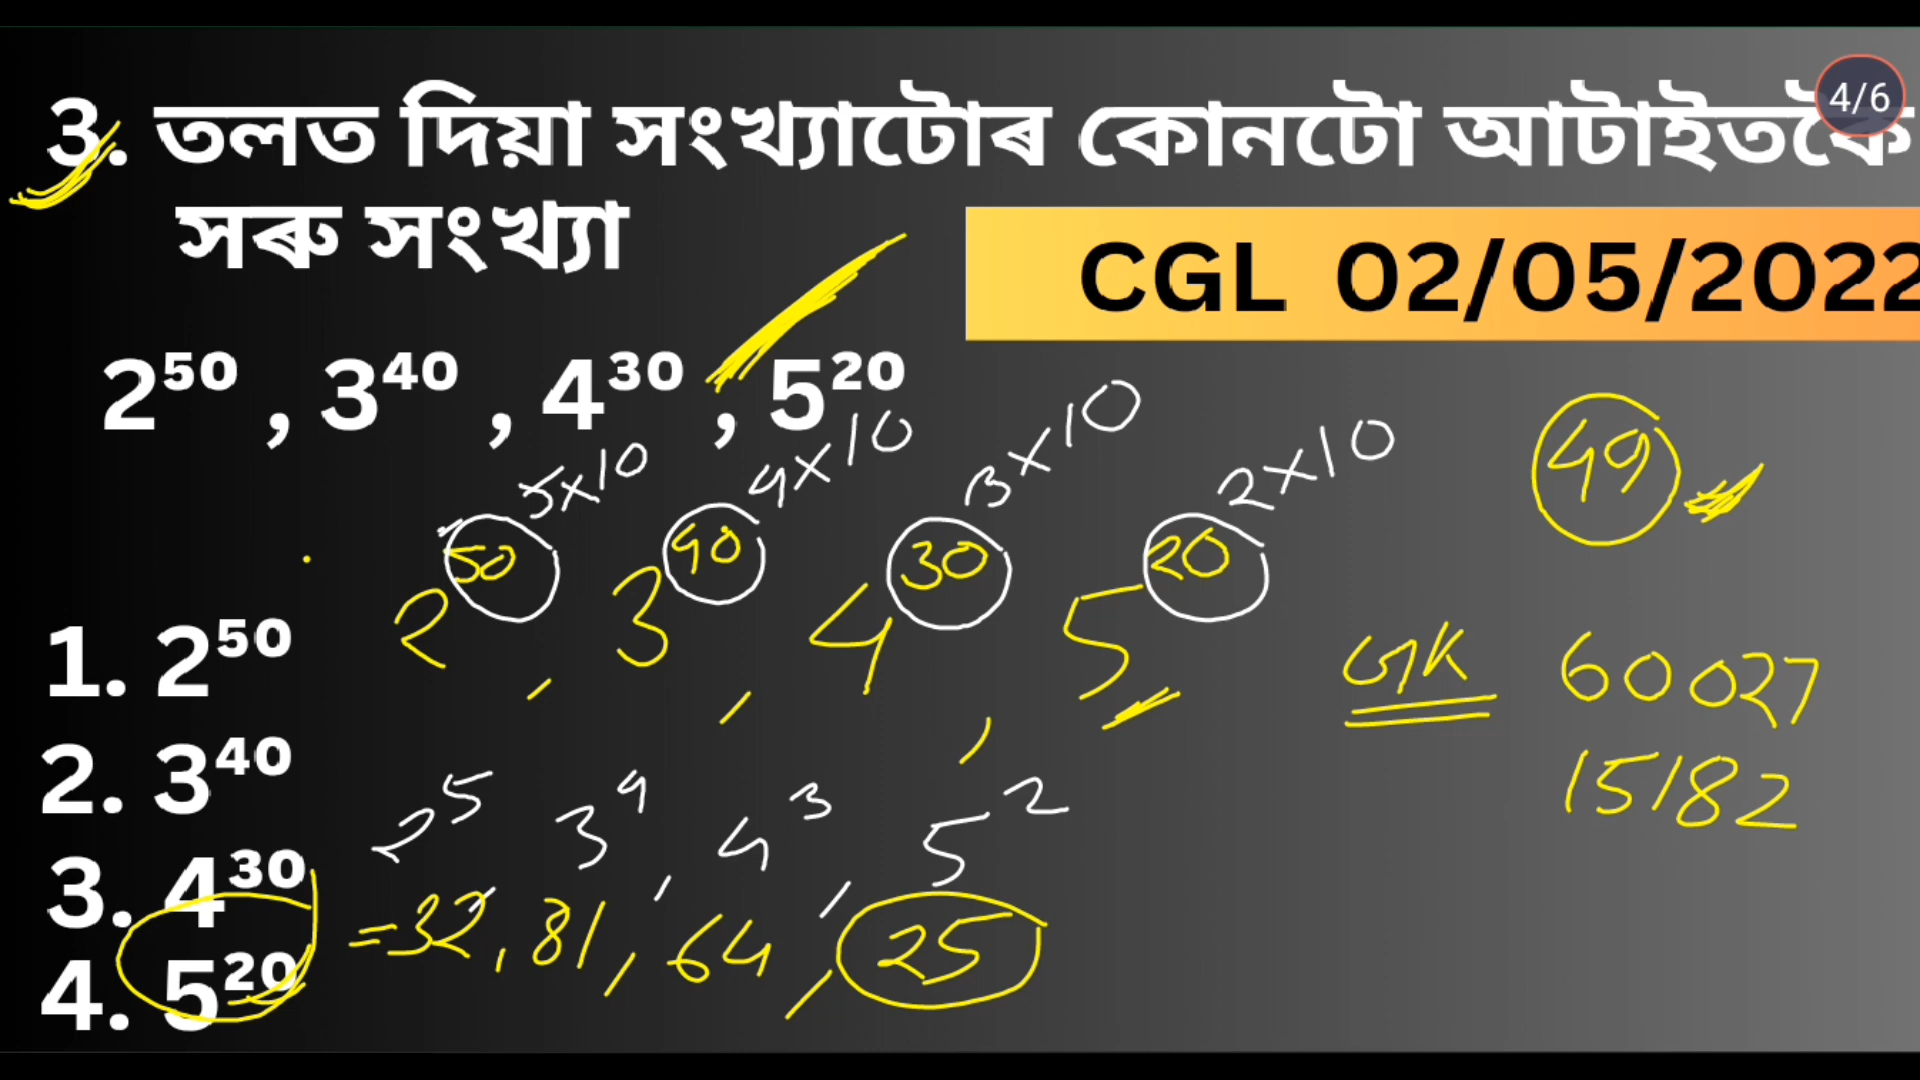 4/6
3. তলত দিয়া সংখ্যাটোৰ কোনটো আটাইতকৈ
সৰু সংখ্যা
CGL 02/05/2022
2⁵⁰ , 3⁴⁰ , 4³⁰ , 5²⁰
5×10 4×10 3×10 2×10
2⁵⁰, 3⁴⁰, 4³⁰, 5²⁰
49
GK 60027
15182
1. 2⁵⁰
2. 3⁴⁰
3. 4³⁰
4. 5²⁰
2⁵, 3⁴, 4³, 5²
=32, 81, 64, 25